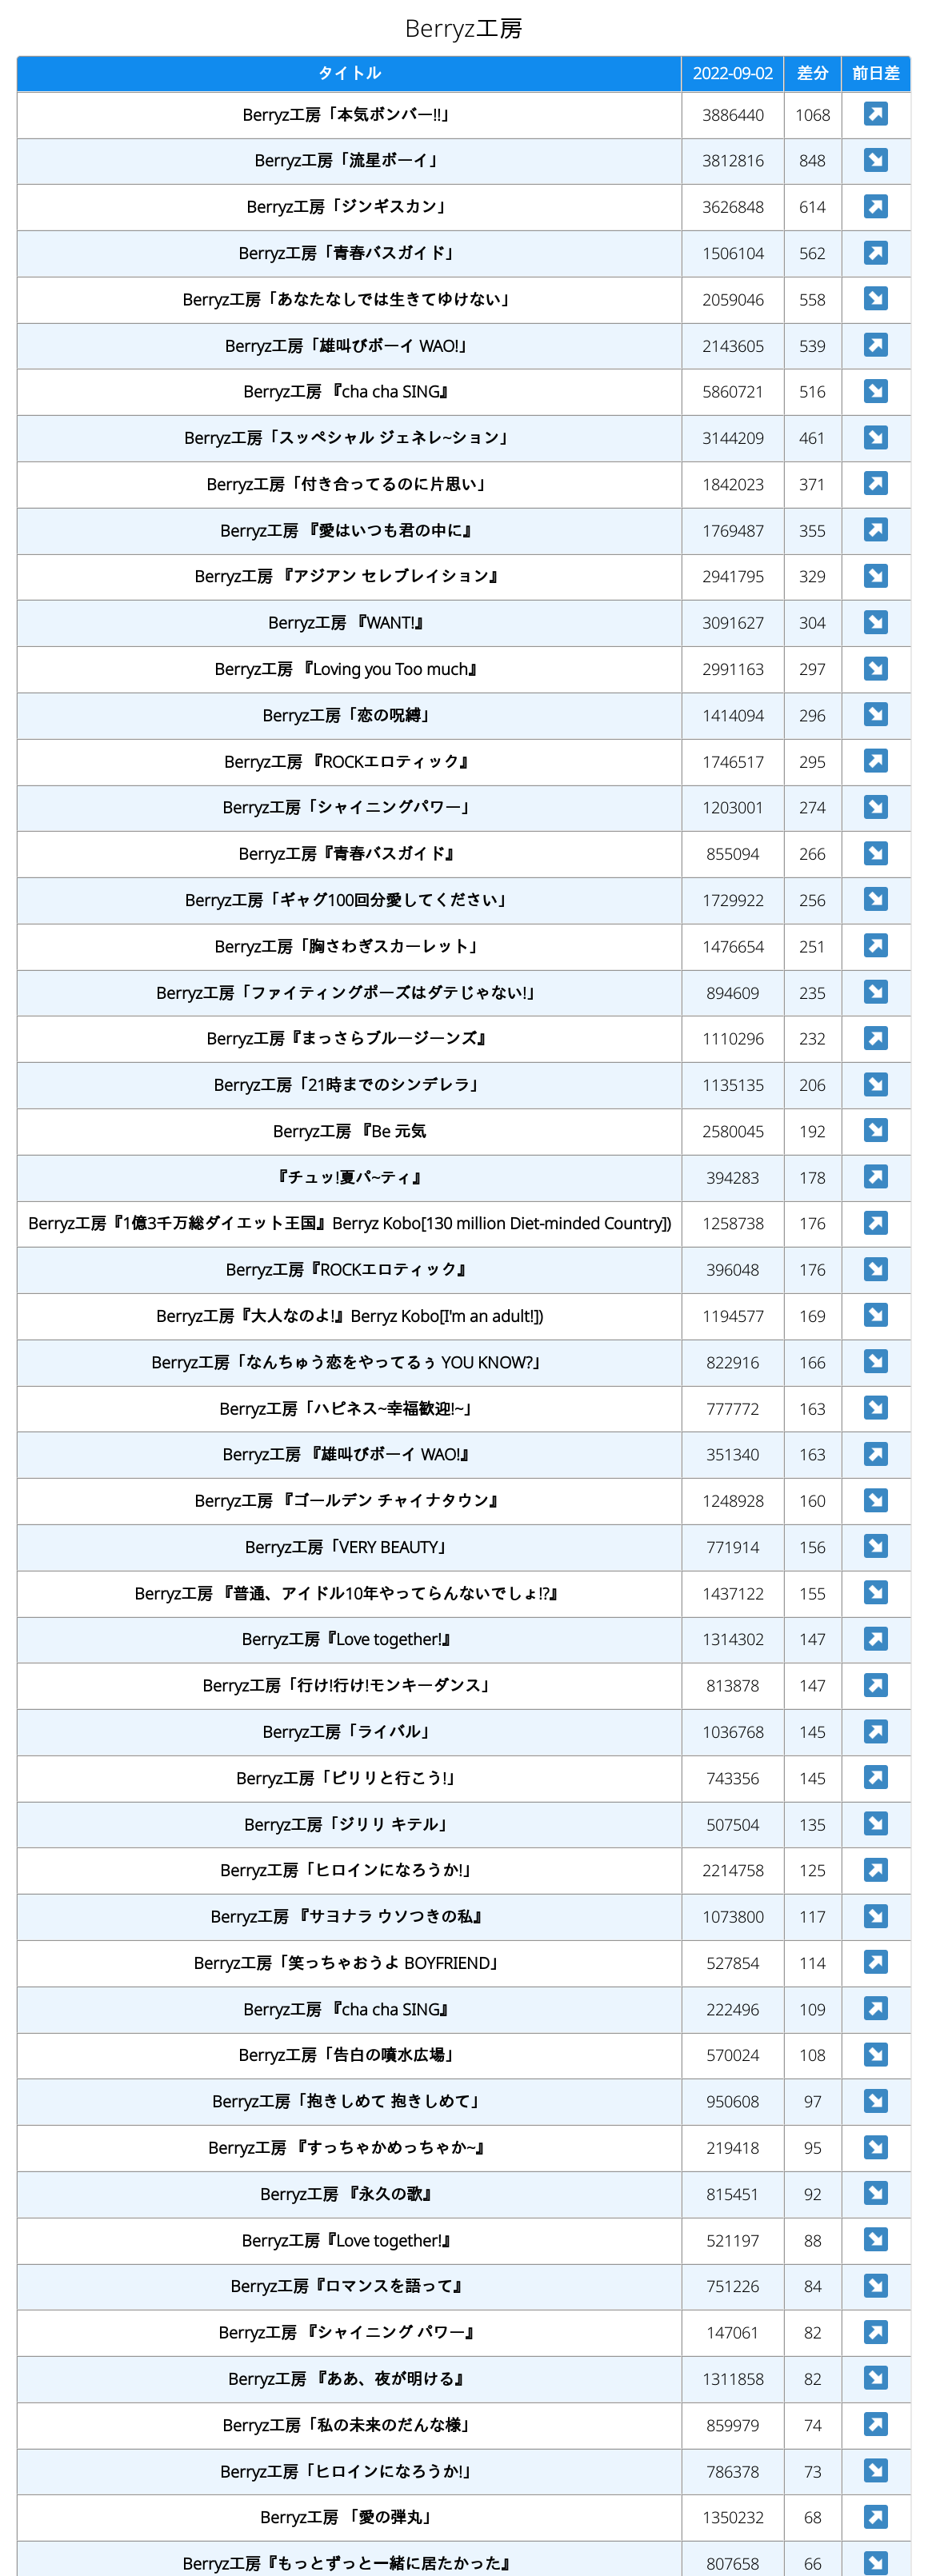 Berryz工房
タイトル 2022-09-02 差分 前日差
Berryz工房「本気ボンバー!!」 3886440 1068 ↗
Berryz工房「流星ボーイ」 3812816 848 ↘
Berryz工房「ジンギスカン」 3626848 614 ↗
Berryz工房「青春バスガイド」 1506104 562 ↗
Berryz工房「あなたなしでは生きてゆけない」 2059046 558 ↘
Berryz工房「雄叫びボーイ WAO!」 2143605 539 ↗
Berryz工房 『cha cha SING』 5860721 516 ↘
Berryz工房「スッペシャル ジェネレ~ション」 3144209 461 ↘
Berryz工房「付き合ってるのに片思い」 1842023 371 ↗
Berryz工房 『愛はいつも君の中に』 1769487 355 ↗
Berryz工房 『アジアン セレブレイション』 2941795 329 ↘
Berryz工房 『WANT!』 3091627 304 ↘
Berryz工房 『Loving you Too much』 2991163 297 ↘
Berryz工房「恋の呪縛」 1414094 296 ↘
Berryz工房 『ROCKエロティック』 1746517 295 ↗
Berryz工房「シャイニングパワー」 1203001 274 ↘
Berryz工房『青春バスガイド』 855094 266 ↘
Berryz工房「ギャグ100回分愛してください」 1729922 256 ↘
Berryz工房「胸さわぎスカーレット」 1476654 251 ↗
Berryz工房「ファイティングポーズはダテじゃない!」 894609 235 ↘
Berryz工房『まっさらブルージーンズ』 1110296 232 ↗
Berryz工房「21時までのシンデレラ」 1135135 206 ↘
Berryz工房 『Be 元気 2580045 192 ↘
『チュッ!夏パ~ティ』 394283 178 ↗
Berryz工房『1億3千万総ダイエット王国』Berryz Kobo[130 million Diet-minded Country]) 1258738 176 ↗
Berryz工房『ROCKエロティック』 396048 176 ↘
Berryz工房『大人なのよ!』Berryz Kobo[I'm an adult!]) 1194577 169 ↘
Berryz工房「なんちゅう恋をやってるぅ YOU KNOW?」 822916 166 ↘
Berryz工房「ハピネス~幸福歓迎!~」 777772 163 ↘
Berryz工房 『雄叫びボーイ WAO!』 351340 163 ↗
Berryz工房 『ゴールデン チャイナタウン』 1248928 160 ↘
Berryz工房「VERY BEAUTY」 771914 156 ↘
Berryz工房 『普通、アイドル10年やってらんないでしょ!?』 1437122 155 ↘
Berryz工房『Love together!』 1314302 147 ↗
Berryz工房「行け!行け!モンキーダンス」 813878 147 ↗
Berryz工房「ライバル」 1036768 145 ↗
Berryz工房「ピリリと行こう!」 743356 145 ↗
Berryz工房「ジリリ キテル」 507504 135 ↘
Berryz工房「ヒロインになろうか!」 2214758 125 ↗
Berryz工房 『サヨナラ ウソつきの私』 1073800 117 ↘
Berryz工房「笑っちゃおうよ BOYFRIEND」 527854 114 ↗
Berryz工房 『cha cha SING』 222496 109 ↗
Berryz工房「告白の噴水広場」 570024 108 ↘
Berryz工房「抱きしめて 抱きしめて」 950608 97 ↘
Berryz工房 『すっちゃかめっちゃか~』 219418 95 ↘
Berryz工房 『永久の歌』 815451 92 ↘
Berryz工房『Love together!』 521197 88 ↘
Berryz工房『ロマンスを語って』 751226 84 ↘
Berryz工房 『シャイニング パワー』 147061 82 ↗
Berryz工房 『ああ、夜が明ける』 1311858 82 ↘
Berryz工房「私の未来のだんな様」 859979 74 ↗
Berryz工房「ヒロインになろうか!」 786378 73 ↘
Berryz工房 「愛の弾丸」 1350232 68 ↗
Berryz工房『もっとずっと一緒に居たかった』 807658 66 ↘